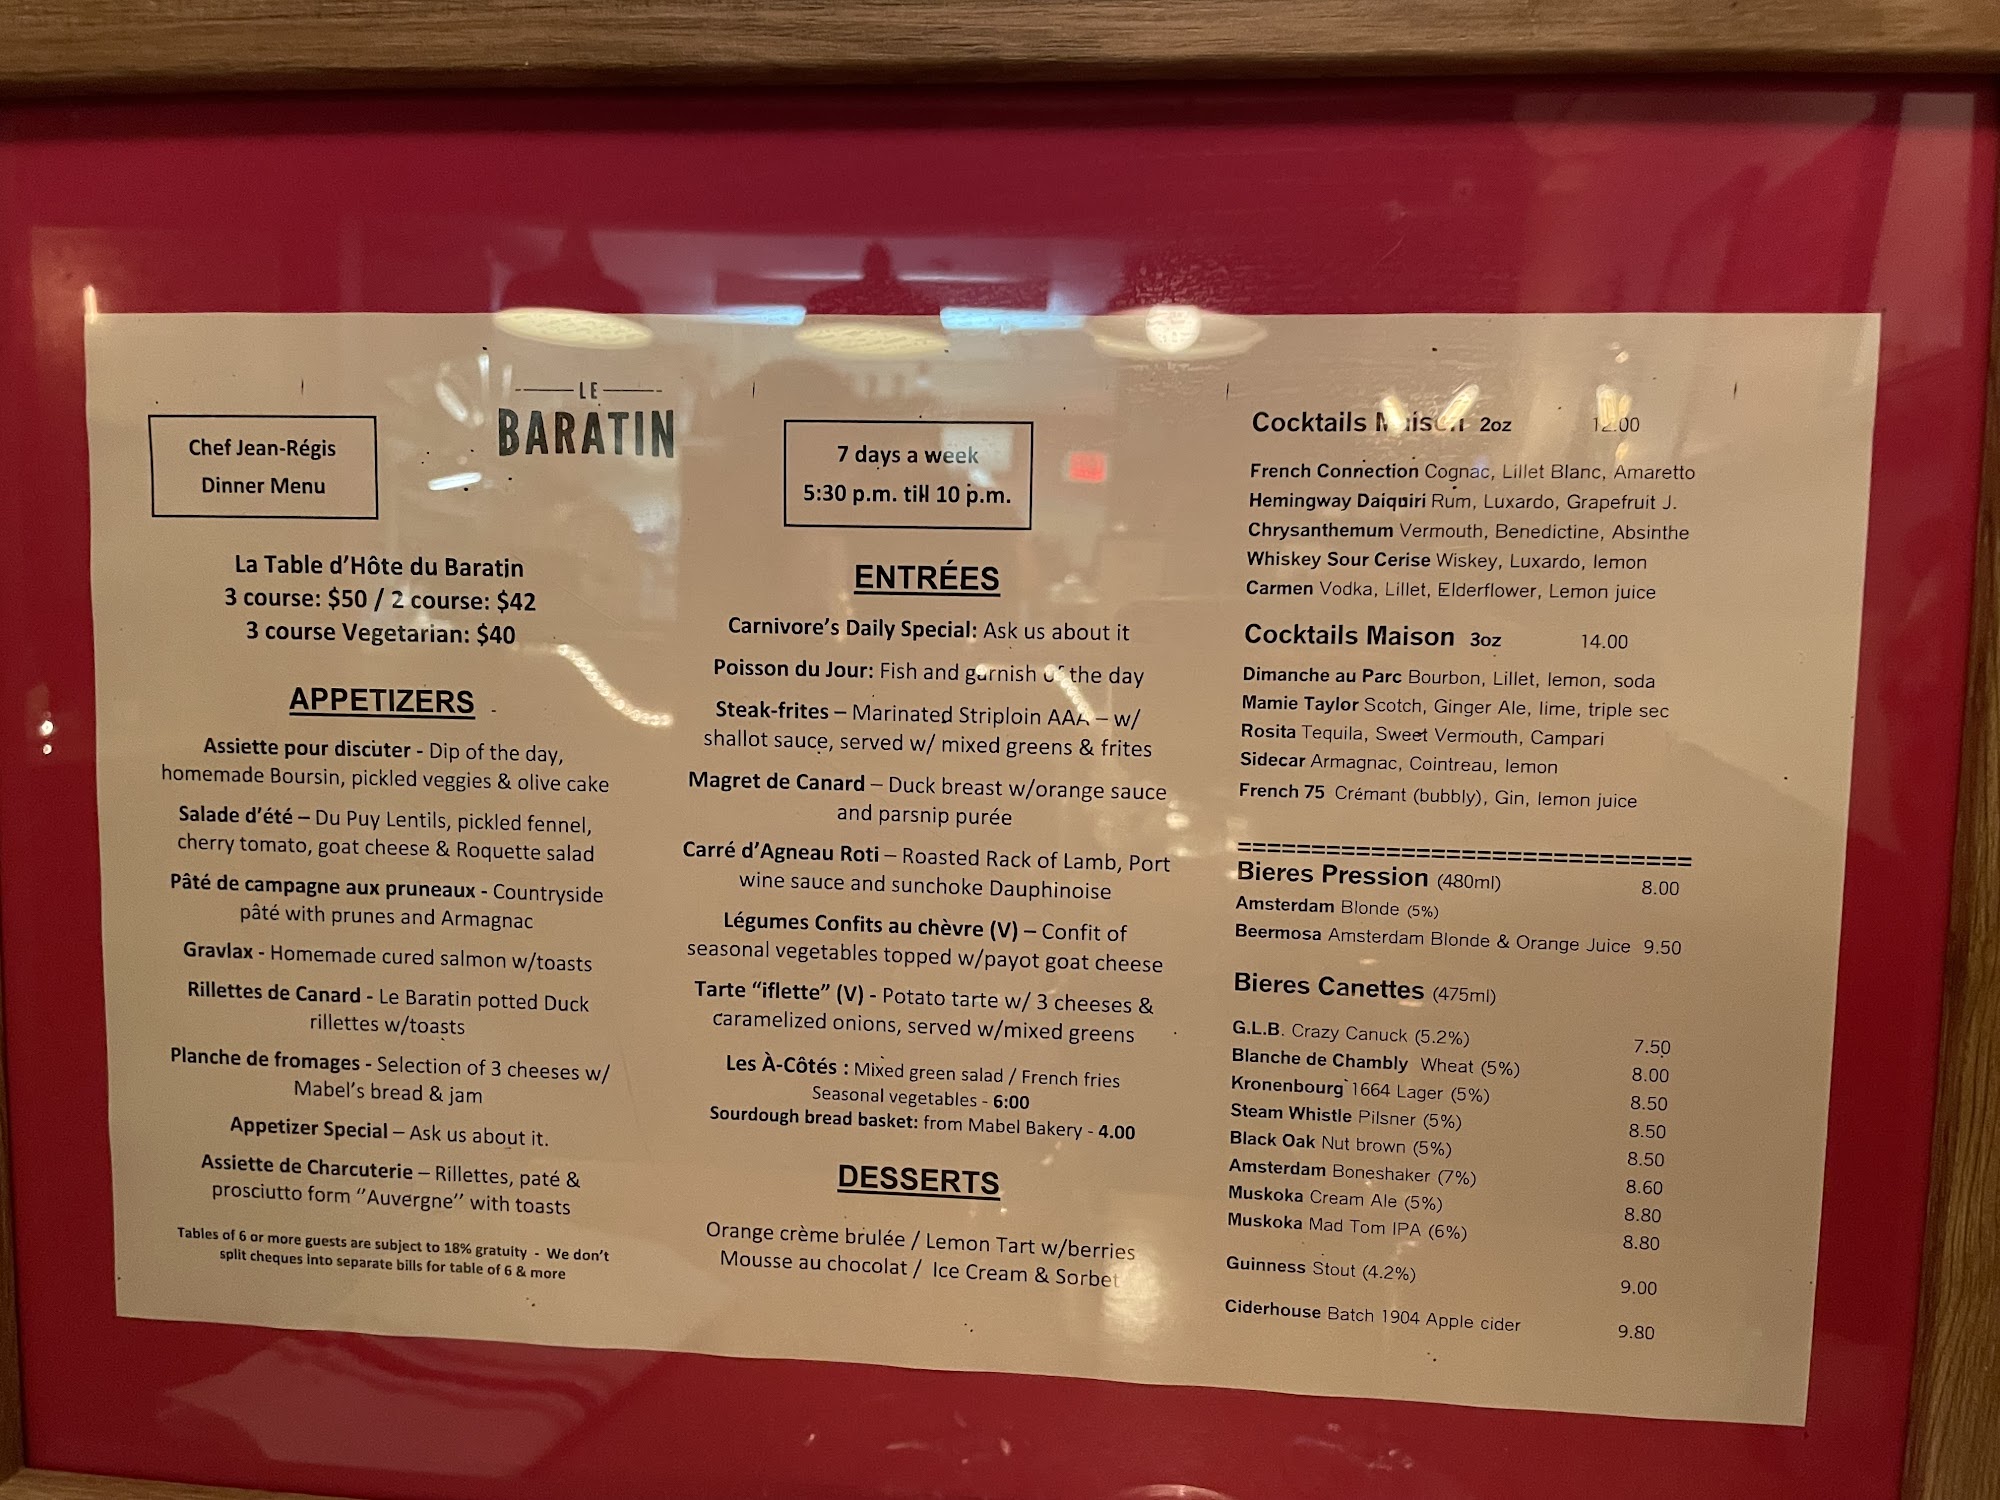 Chef Jean-Régis
Dinner Menu
LE
BARATIN
La Table d'Hôte du Baratin
3 course: $50 / 2 course: $42
3 course Vegetarian: $40
APPETIZERS
Assiette pour discuter - Dip of the day,
homemade Boursin, pickled veggies & olive cake
Salade d'été – Du Puy Lentils, pickled fennel,
cherry tomato, goat cheese & Roquette salad
Pâté de campagne aux pruneaux - Countryside
pâté with prunes and Armagnac
Gravlax - Homemade cured salmon w/toasts
Rillettes de Canard - Le Baratin potted Duck
rillettes w/toasts
Planche de fromages - Selection of 3 cheeses w/
Mabel's bread & jam
Appetizer Special – Ask us about it.
Assiette de Charcuterie – Rillettes, paté &
prosciutto form ''Auvergne'' with toasts
Tables of 6 or more guests are subject to 18% gratuity - We don't
split cheques into separate bills for table of 6 & more
7 days a week
5:30 p.m. till 10 p.m.
ENTRÉES
Carnivore's Daily Special: Ask us about it
Poisson du Jour: Fish and garnish of the day
Steak-frites – Marinated Striploin AAA – w/
shallot sauce, served w/ mixed greens & frites
Magret de Canard – Duck breast w/orange sauce
and parsnip purée
Carré d'Agneau Roti – Roasted Rack of Lamb, Port
wine sauce and sunchoke Dauphinoise
Légumes Confits au chèvre (V) – Confit of
seasonal vegetables topped w/payot goat cheese
Tarte "iflette" (V) - Potato tarte w/ 3 cheeses &
caramelized onions, served w/mixed greens
Les À-Côtés : Mixed green salad / French fries
Seasonal vegetables - 6:00
Sourdough bread basket: from Mabel Bakery - 4.00
DESSERTS
Orange crème brulée / Lemon Tart w/berries
Mousse au chocolat / Ice Cream & Sorbet
Cocktails Maison 2oz 12.00
French Connection Cognac, Lillet Blanc, Amaretto
Hemingway Daiquiri Rum, Luxardo, Grapefruit J.
Chrysanthemum Vermouth, Benedictine, Absinthe
Whiskey Sour Cerise Wiskey, Luxardo, lemon
Carmen Vodka, Lillet, Elderflower, Lemon juice
Cocktails Maison 3oz 14.00
Dimanche au Parc Bourbon, Lillet, lemon, soda
Mamie Taylor Scotch, Ginger Ale, lime, triple sec
Rosita Tequila, Sweet Vermouth, Campari
Sidecar Armagnac, Cointreau, lemon
French 75 Crémant (bubbly), Gin, lemon juice
===============================
Bieres Pression (480ml) 8.00
Amsterdam Blonde (5%)
Beermosa Amsterdam Blonde & Orange Juice 9.50
Bieres Canettes (475ml)
G.L.B. Crazy Canuck (5.2%) 7.50
Blanche de Chambly Wheat (5%) 8.00
Kronenbourg 1664 Lager (5%) 8.50
Steam Whistle Pilsner (5%) 8.50
Black Oak Nut brown (5%) 8.50
Amsterdam Boneshaker (7%) 8.60
Muskoka Cream Ale (5%) 8.80
Muskoka Mad Tom IPA (6%) 8.80
Guinness Stout (4.2%) 9.00
Ciderhouse Batch 1904 Apple cider 9.80